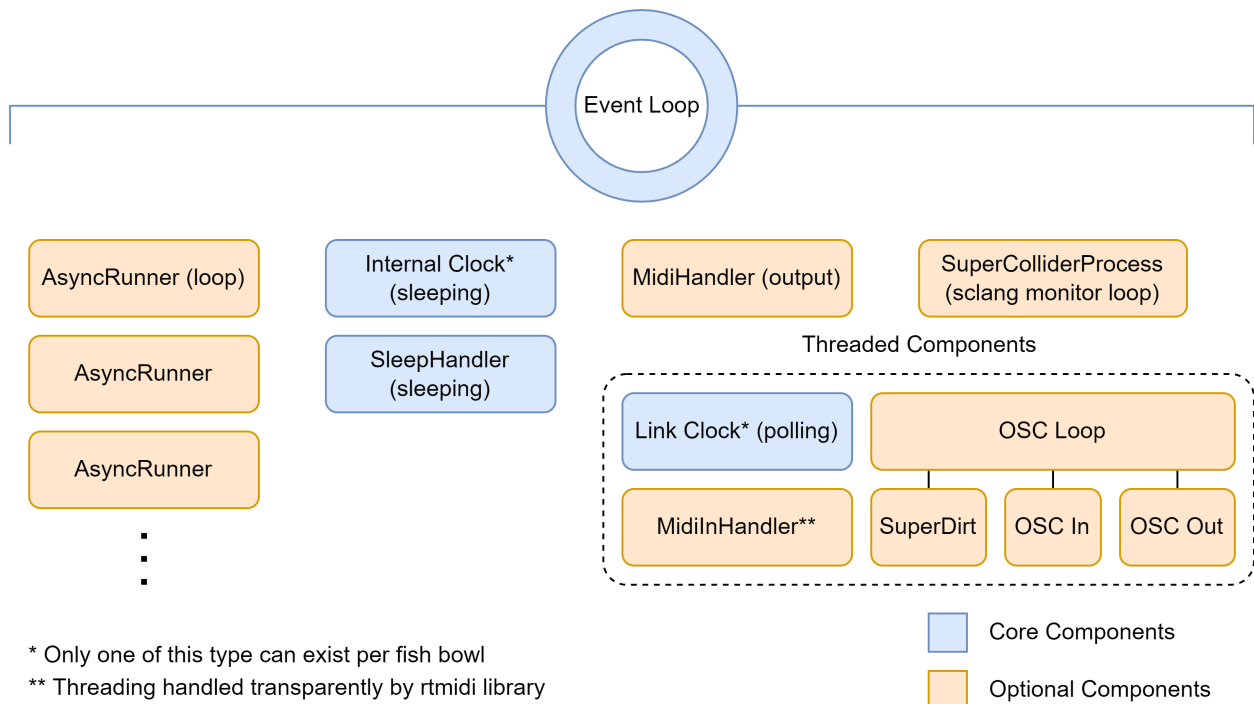 Event Loop
AsyncRunner (loop)
Internal Clock*
(sleeping)
MidiHandler (output)
SuperColliderProcess
(sclang monitor loop)
AsyncRunner
SleepHandler
(sleeping)
Threaded Components
AsyncRunner
Link Clock* (polling)
OSC Loop
MidiInHandler**
SuperDirt
OSC In
OSC Out
* Only one of this type can exist per fish bowl
** Threading handled transparently by rtmidi library
Core Components
Optional Components